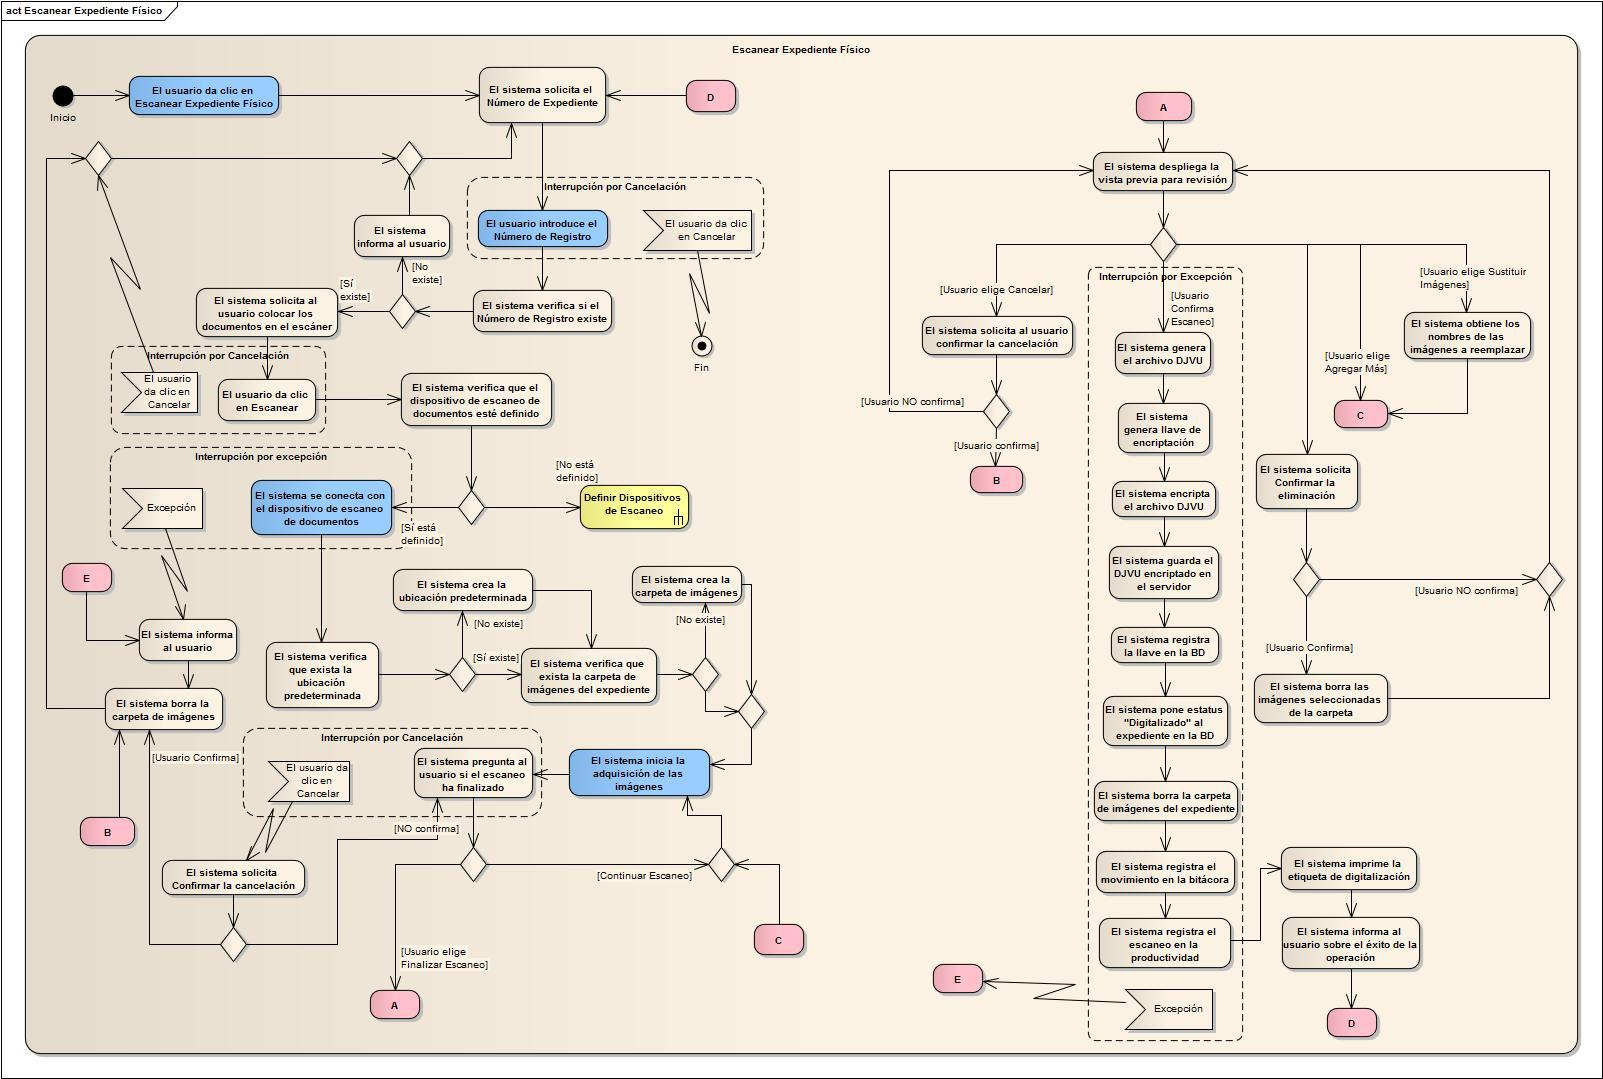 act Escanear Expediente Físico
Escanear Expediente Físico
Inicio
El usuario da clic en
Escanear Expediente Físico
El sistema solicita el
Número de Expediente
D
Interrupción por Cancelación
El usuario introduce el
Número de Registro
El usuario da clic
en Cancelar
El sistema
informa al usuario
[No
existe]
[Sí
existe]
El sistema verifica si el
Número de Registro existe
Fin
El sistema solicita al
usuario colocar los
documentos en el escáner
Interrupción por Cancelación
El usuario
da clic en
Cancelar
El usuario da clic
en Escanear
El sistema verifica que el
dispositivo de escaneo de
documentos esté definido
Interrupción por excepción
Excepción
El sistema se conecta con
el dispositivo de escaneo
de documentos
[Sí está
definido]
[No está
definido]
Definir Dispositivos
de Escaneo
E
El sistema informa
al usuario
El sistema borra la
carpeta de imágenes
B
El sistema verifica
que exista la
ubicación
predeterminada
El sistema crea la
ubicación predeterminada
[No existe]
[Sí existe]
El sistema verifica que
exista la carpeta de
imágenes del expediente
El sistema crea la
carpeta de imágenes
[No existe]
Interrupción por Cancelación
[Usuario Confirma]
El usuario da
clic en
Cancelar
El sistema pregunta al
usuario si el escaneo
ha finalizado
El sistema inicia la
adquisición de las
imágenes
[NO confirma]
El sistema solicita
Confirmar la cancelación
[Continuar Escaneo]
[Usuario elige
Finalizar Escaneo]
A
C
A
El sistema despliega la
vista previa para revisión
[Usuario elige Cancelar]
El sistema solicita al usuario
confirmar la cancelación
[Usuario NO confirma]
[Usuario confirma]
B
Interrupción por Excepción
[Usuario
Confirma
Escaneo]
El sistema genera
el archivo DJVU
El sistema
genera llave de
encriptación
El sistema encripta
el archivo DJVU
El sistema guarda el
DJVU encriptado en
el servidor
El sistema registra
la llave en la BD
El sistema pone estatus
"Digitalizado" al
expediente en la BD
El sistema borra la carpeta
de imágenes del expediente
El sistema registra el
movimiento en la bitácora
El sistema registra el
escaneo en la
productividad
Excepción
E
[Usuario elige Sustituir
Imágenes]
El sistema obtiene los
nombres de las
imágenes a reemplazar
[Usuario elige
Agregar Más]
C
El sistema solicita
Confirmar la
eliminación
[Usuario NO confirma]
[Usuario Confirma]
El sistema borra las
imágenes seleccionadas
de la carpeta
El sistema imprime la
etiqueta de digitalización
El sistema informa al
usuario sobre el éxito de la
operación
D